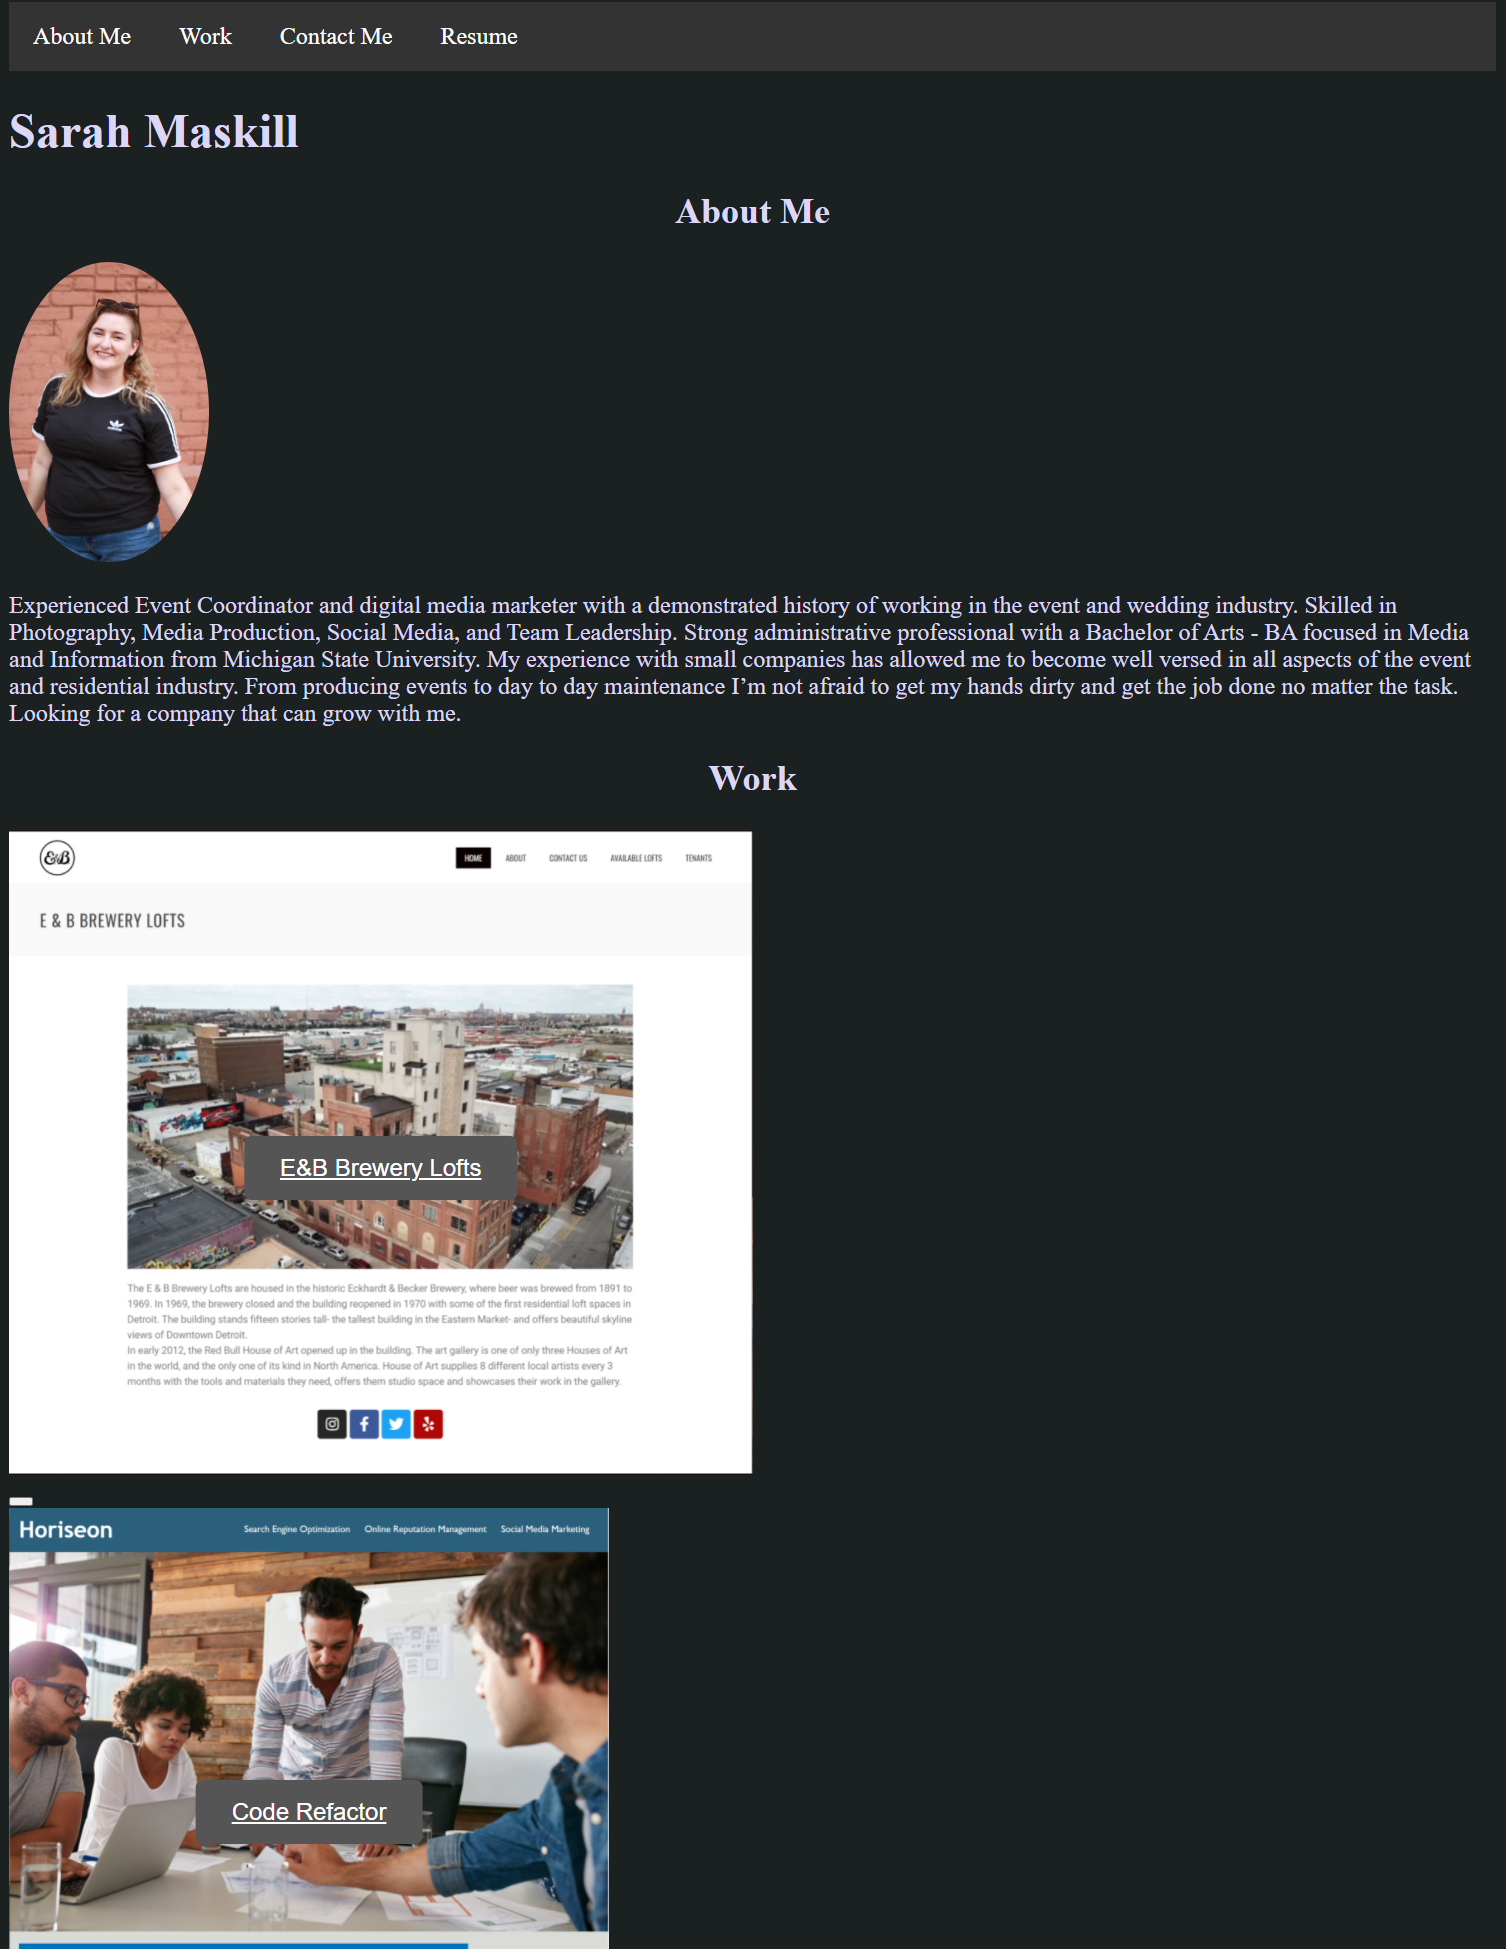 About Me Work Contact Me Resume
Sarah Maskill
About Me
adidas
Experienced Event Coordinator and digital media marketer with a demonstrated history of working in the event and wedding industry. Skilled in
Photography, Media Production, Social Media, and Team Leadership. Strong administrative professional with a Bachelor of Arts - BA focused in Media
and Information from Michigan State University. My experience with small companies has allowed me to become well versed in all aspects of the event
and residential industry. From producing events to day to day maintenance I’m not afraid to get my hands dirty and get the job done no matter the task.
Looking for a company that can grow with me.
Work
E&B HOME ABOUT CONTACT US AVAILABLE LOFTS TENANTS
E & B BREWERY LOFTS
E&B Brewery Lofts
The E & B Brewery Lofts are housed in the historic Eckhardt & Becker Brewery, where beer was brewed from 1891 to
1969. In 1969, the brewery closed and the building reopened in 1970 with some of the first residential loft spaces in
Detroit. The building stands fifteen stories tall- the tallest building in the Eastern Market- and offers beautiful skyline
views of Downtown Detroit.
In early 2012, the Red Bull House of Art opened up in the building. The art gallery is one of only three Houses of Art
in the world, and the only one of its kind in North America. House of Art supplies 8 different local artists every 3
months with the tools and materials they need, offers them studio space and showcases their work in the gallery.
Horiseon Search Engine Optimization Online Reputation Management Social Media Marketing
Code Refactor